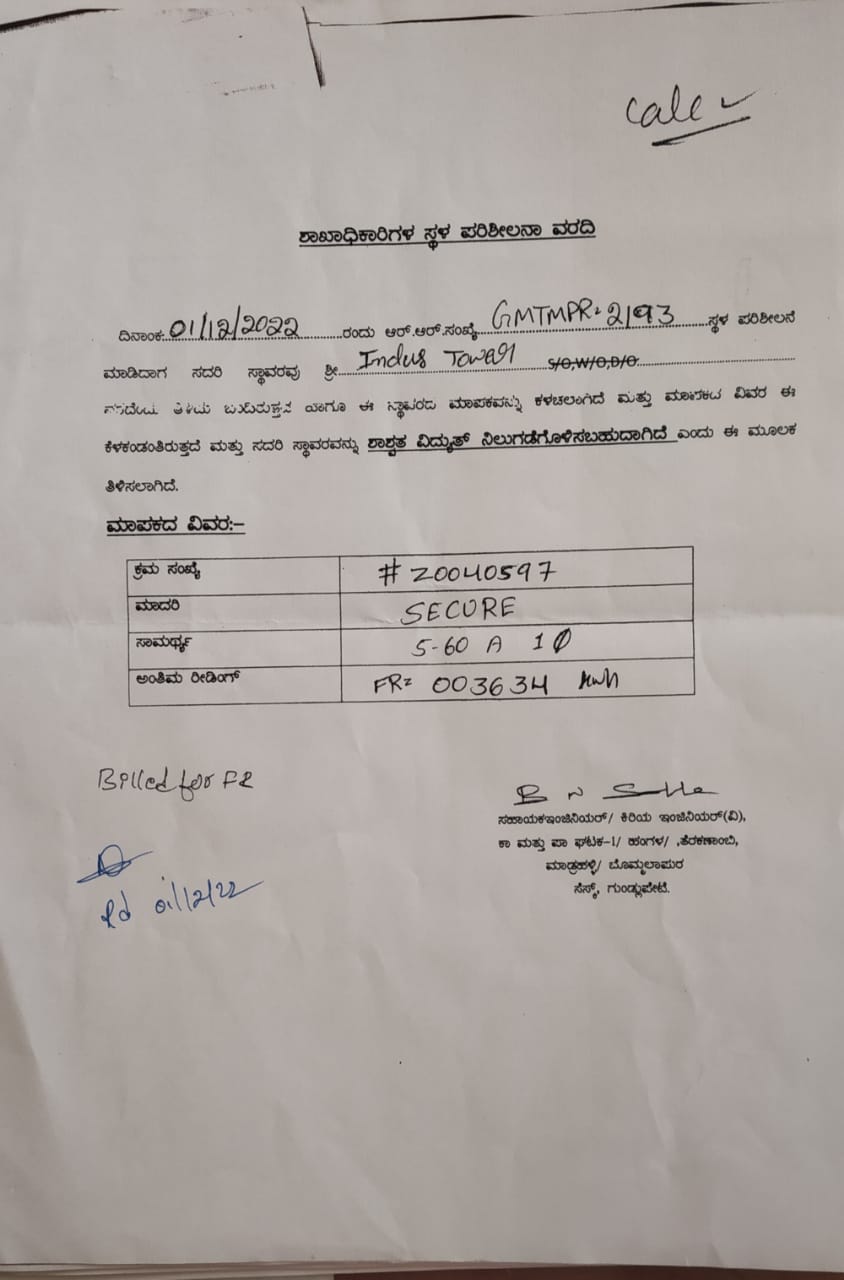 cale
ಶಾಖಾಧಿಕಾರಿಗಳ ಸ್ಥಳ ಪರಿಶೀಲನಾ ವರದಿ
ದಿನಾಂಕ: 01/12/2022 ರಂದು ಆರ್.ಆರ್.ಸಂಖ್ಯೆ GMTMPR= 2193 ಸ್ಥಳ ಪರಿಶೀಲನೆ
ಮಾಡಿದಾಗ ಸದರಿ ಸ್ಥಾವರವು ಶ್ರೀ Indus Tower S/O,W/O,D/O
ಹಾಗೂ ಈ ಸ್ಥಾವರದ ಮಾಪಕವನ್ನು ಕಳಚಲಾಗಿದೆ ಮತ್ತು ಮಾಪಕದ ವಿವರ ಈ
ಕೆಳಕಂಡಂತಿರುತ್ತದೆ ಮತ್ತು ಸದರಿ ಸ್ಥಾವರವನ್ನು ಶಾಶ್ವತ ವಿದ್ಯುತ್ ನಿಲುಗಡೆಗೊಳಿಸಬಹುದಾಗಿದೆ ಎಂದು ಈ ಮೂಲಕ
ತಿಳಿಸಲಾಗಿದೆ.
ಮಾಪಕದ ವಿವರ:–
ಕ್ರಮ ಸಂಖ್ಯೆ # Z0040597
ಮಾದರಿ SECURE
ಸಾಮರ್ಥ್ಯ 5-60 A 1Ø
ಅಂತಿಮ ರೀಡಿಂಗ್ FR= 003634 kwh
Billed for FR
ಸಹಾಯಕಇಂಜಿನಿಯರ್/ ಕಿರಿಯ ಇಂಜಿನಿಯರ್(ವಿ),
ಕಾ ಮತ್ತು ಪಾ ಘಟಕ-1/ ಹಂಗಳ/ ,ತೆರಕಣಾಂಬಿ,
ಮಾಡ್ರಹಳ್ಳಿ/ ಬೊಮ್ಮಲಾಪುರ
ಸೆಸ್ಕ್, ಗುಂಡ್ಲುಪೇಟೆ.
01/12/22